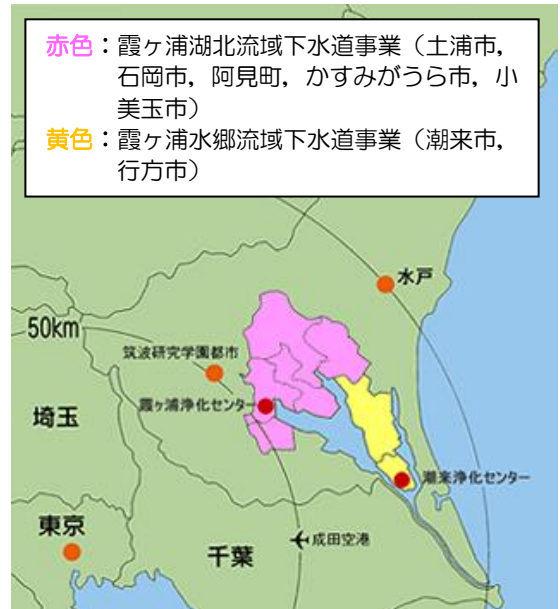 赤色：霞ヶ浦湖北流域下水道事業（土浦市，
石岡市，阿見町，かすみがうら市，小
美玉市）
黄色：霞ヶ浦水郷流域下水道事業（潮来市，
行方市）
水戸
50km
筑波研究学園都市
霞ヶ浦浄化センター
埼玉
潮来浄化センター
東京
千葉
成田空港